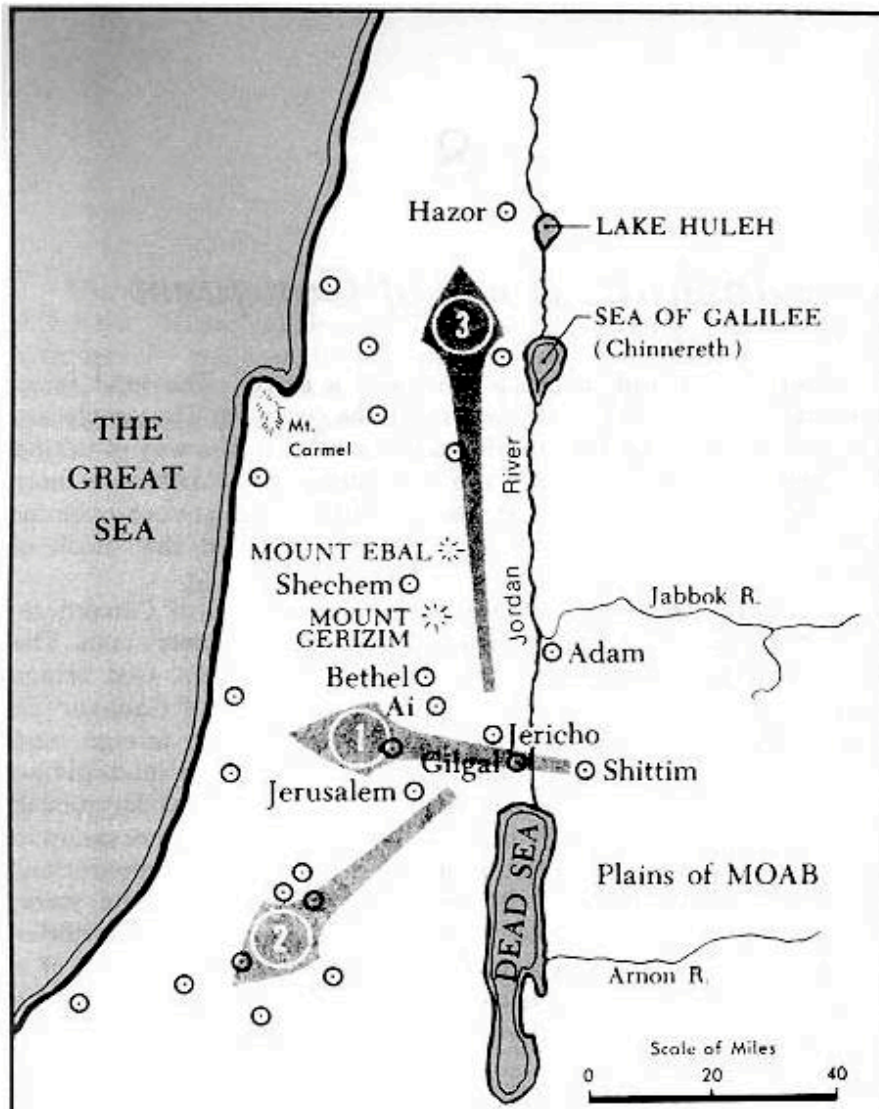 Hazor
LAKE HULEH
3
SEA OF GALILEE
(Chinnereth)
THE
GREAT
SEA
Mt.
Carmel
Jordan River
MOUNT EBAL
Shechem
MOUNT
GERIZIM
Jabbok R.
Adam
Bethel
Ai
1
Jericho
Gilgal
Shittim
Jerusalem
DEAD SEA
Plains of MOAB
2
Arnon R.
Scale of Miles
0 20 40